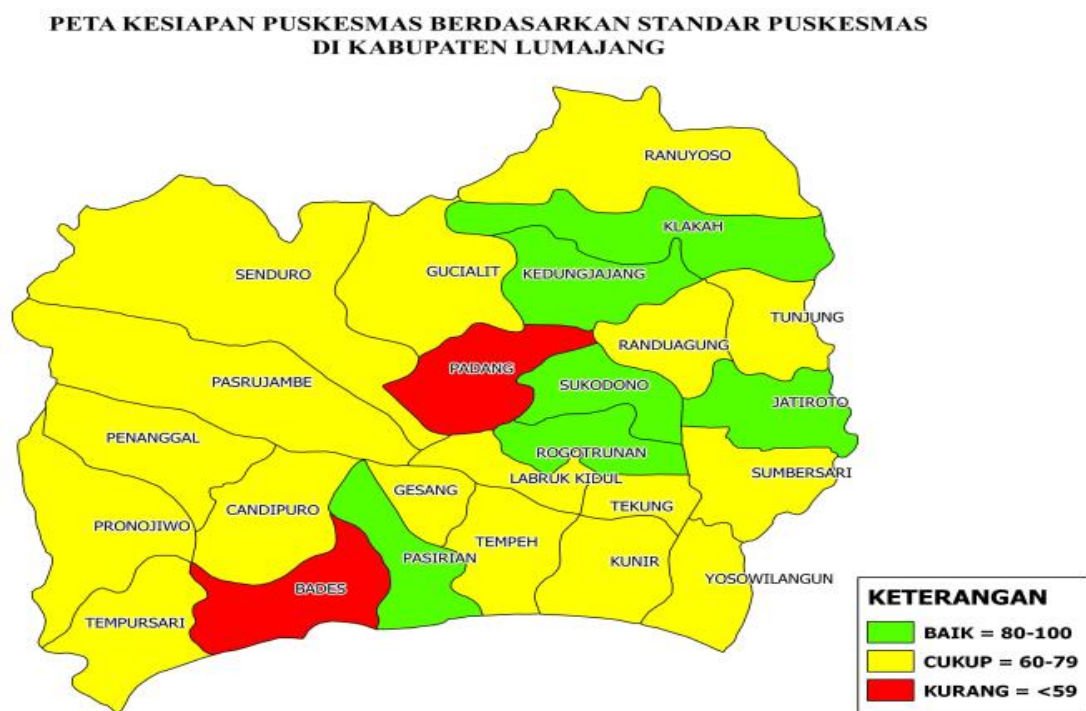 PETA KESIAPAN PUSKESMAS BERDASARKAN STANDAR PUSKESMAS
DI KABUPATEN LUMAJANG
RANUYOSO
KLAKAH
SENDURO
GUCIALIT
KEDUNGJAJANG
TUNJUNG
RANDUAGUNG
PADANG
PASRUJAMBE
SUKODONO
JATIROTO
PENANGGAL
ROGOTRUNAN
SUMBERSARI
LABRUK KIDUL
GESANG
TEKUNG
CANDIPURO
PRONOJIWO
TEMPEH
PASIRIAN
KUNIR
YOSOWILANGUN
BADES
TEMPURSARI
KETERANGAN
BAIK = 80-100
CUKUP = 60-79
KURANG = <59